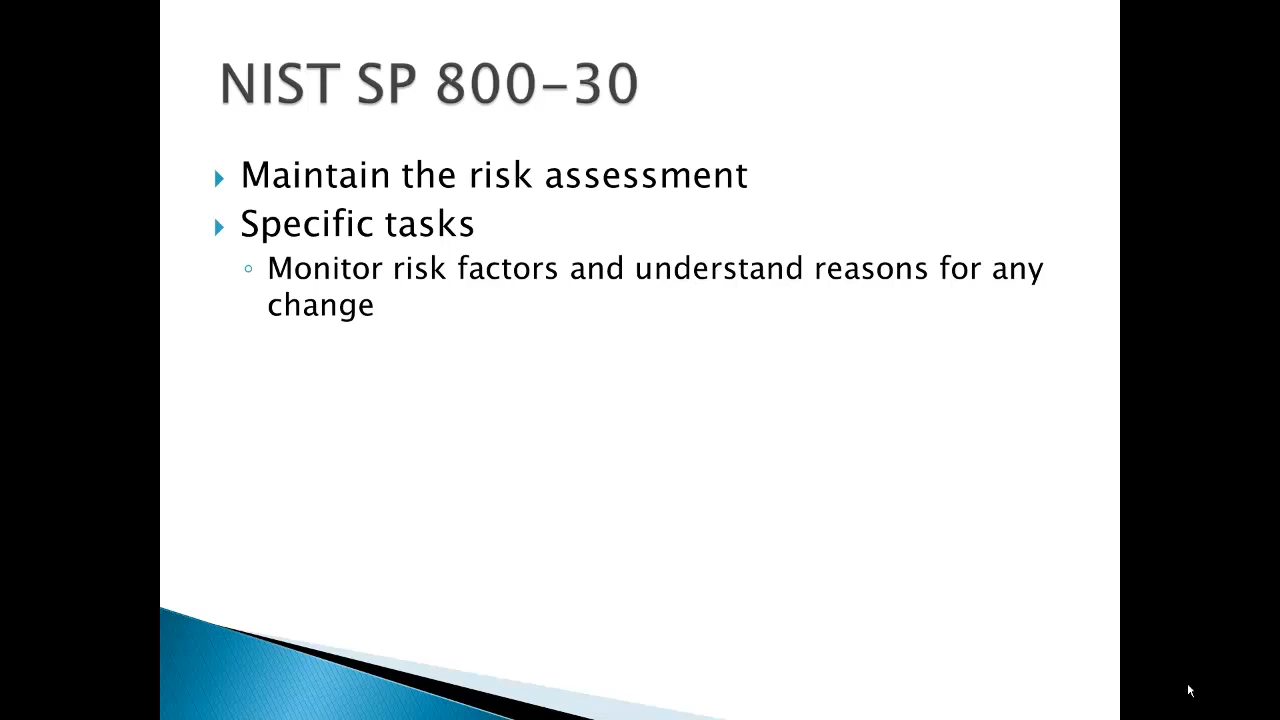 NIST SP 800-30
Maintain the risk assessment
Specific tasks
Monitor risk factors and understand reasons for any
change